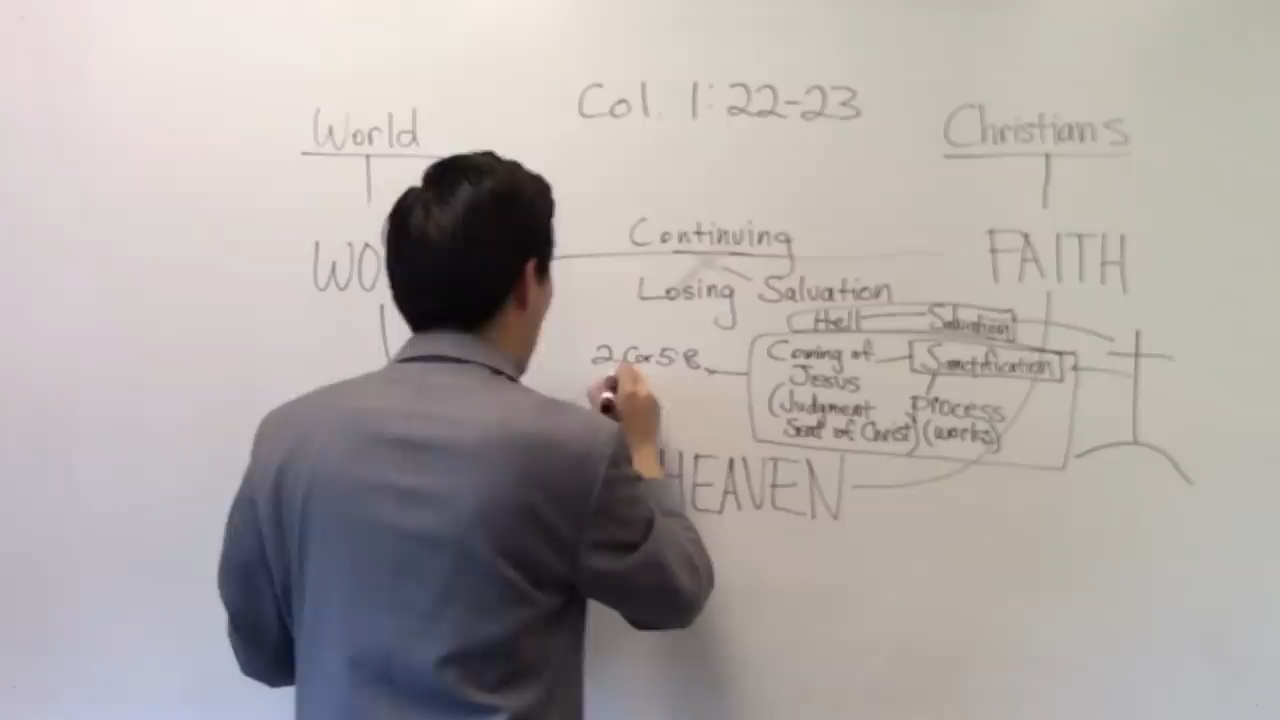 Col. 1:22-23
World
Christians
WO
Continuing
FAITH
Losing Salvation
Hell
Salvation
2 Cor 5
Coming of
Sanctification
Jesus
(Judgment
Process
Seat of Christ)
(works)
HEAVEN